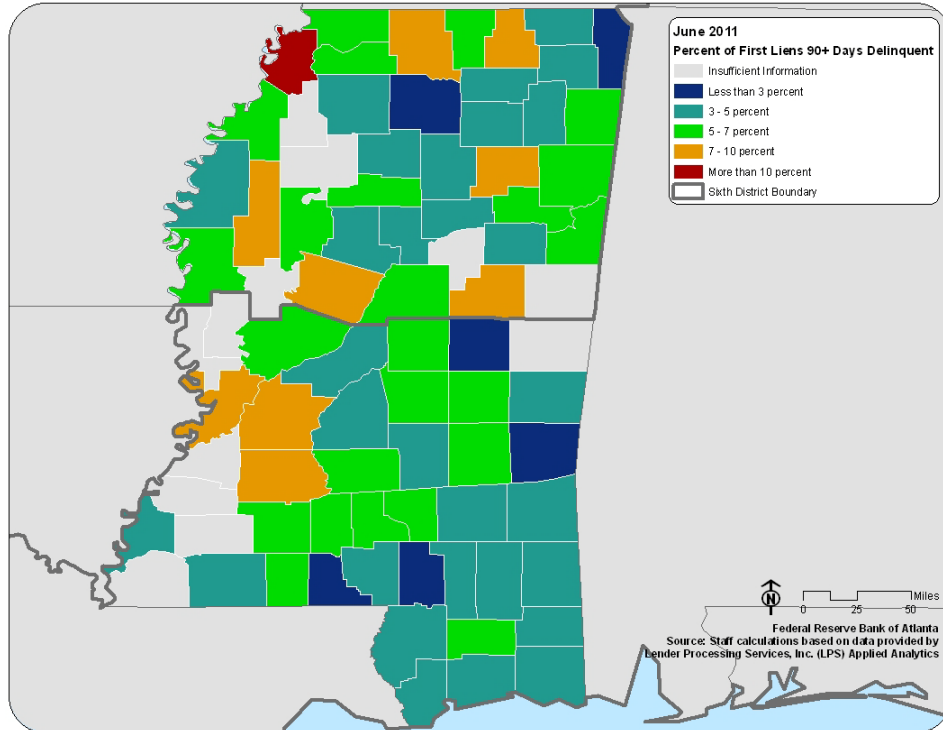 June 2011
Percent of First Liens 90+ Days Delinquent
Insufficient Information
Less than 3 percent
3 - 5 percent
5 - 7 percent
7 - 10 percent
More than 10 percent
Sixth District Boundary
N
Miles
0 25 50
Federal Reserve Bank of Atlanta
Source: Staff calculations based on data provided by
Lender Processing Services, Inc. (LPS) Applied Analytics